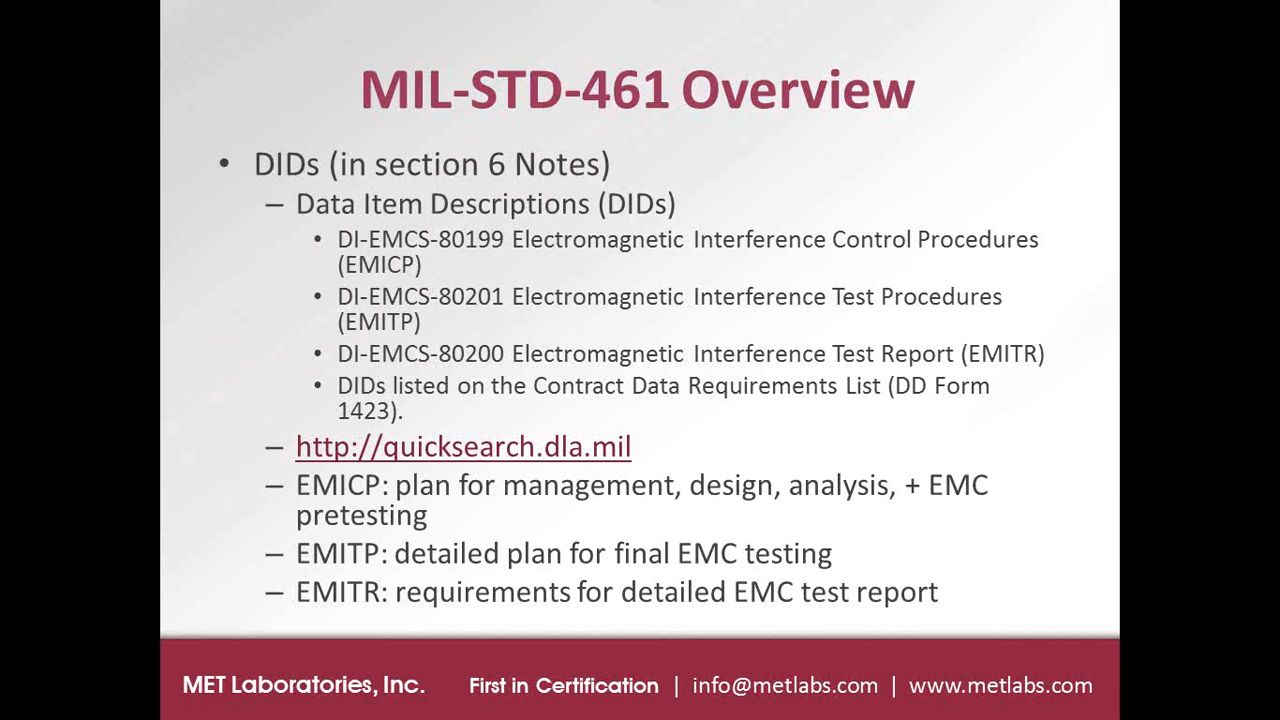 MIL-STD-461 Overview
• DIDs (in section 6 Notes)
– Data Item Descriptions (DIDs)
• DI-EMCS-80199 Electromagnetic Interference Control Procedures
(EMICP)
• DI-EMCS-80201 Electromagnetic Interference Test Procedures
(EMITP)
• DI-EMCS-80200 Electromagnetic Interference Test Report (EMITR)
• DIDs listed on the Contract Data Requirements List (DD Form
1423).
– http://quicksearch.dla.mil
– EMICP: plan for management, design, analysis, + EMC
pretesting
– EMITP: detailed plan for final EMC testing
– EMITR: requirements for detailed EMC test report
MET Laboratories, Inc. First in Certification | info@metlabs.com | www.metlabs.com